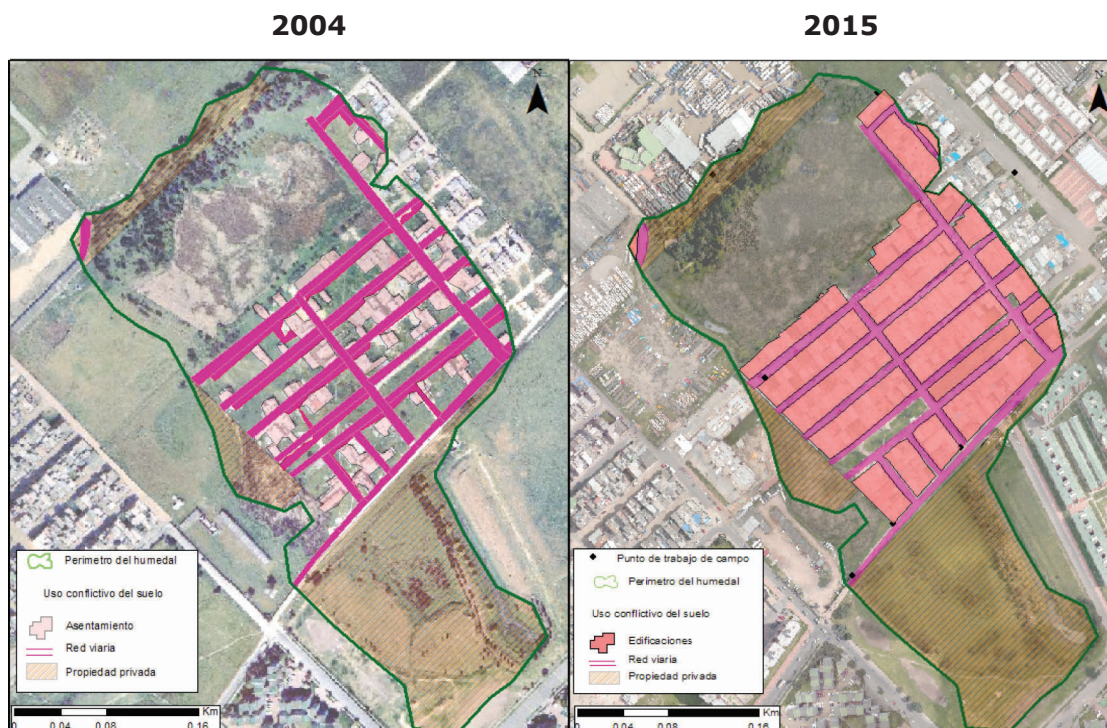 2004
2015
N
N
Perímetro del humedal
Uso conflictivo del suelo
Asentamiento
Red viaria
Propiedad privada
Km
0 0.04 0.08 0.16
Punto de trabajo de campo
Perímetro del humedal
Uso conflictivo del suelo
Edificaciones
Red viaria
Propiedad privada
Km
0 0.04 0.08 0.16